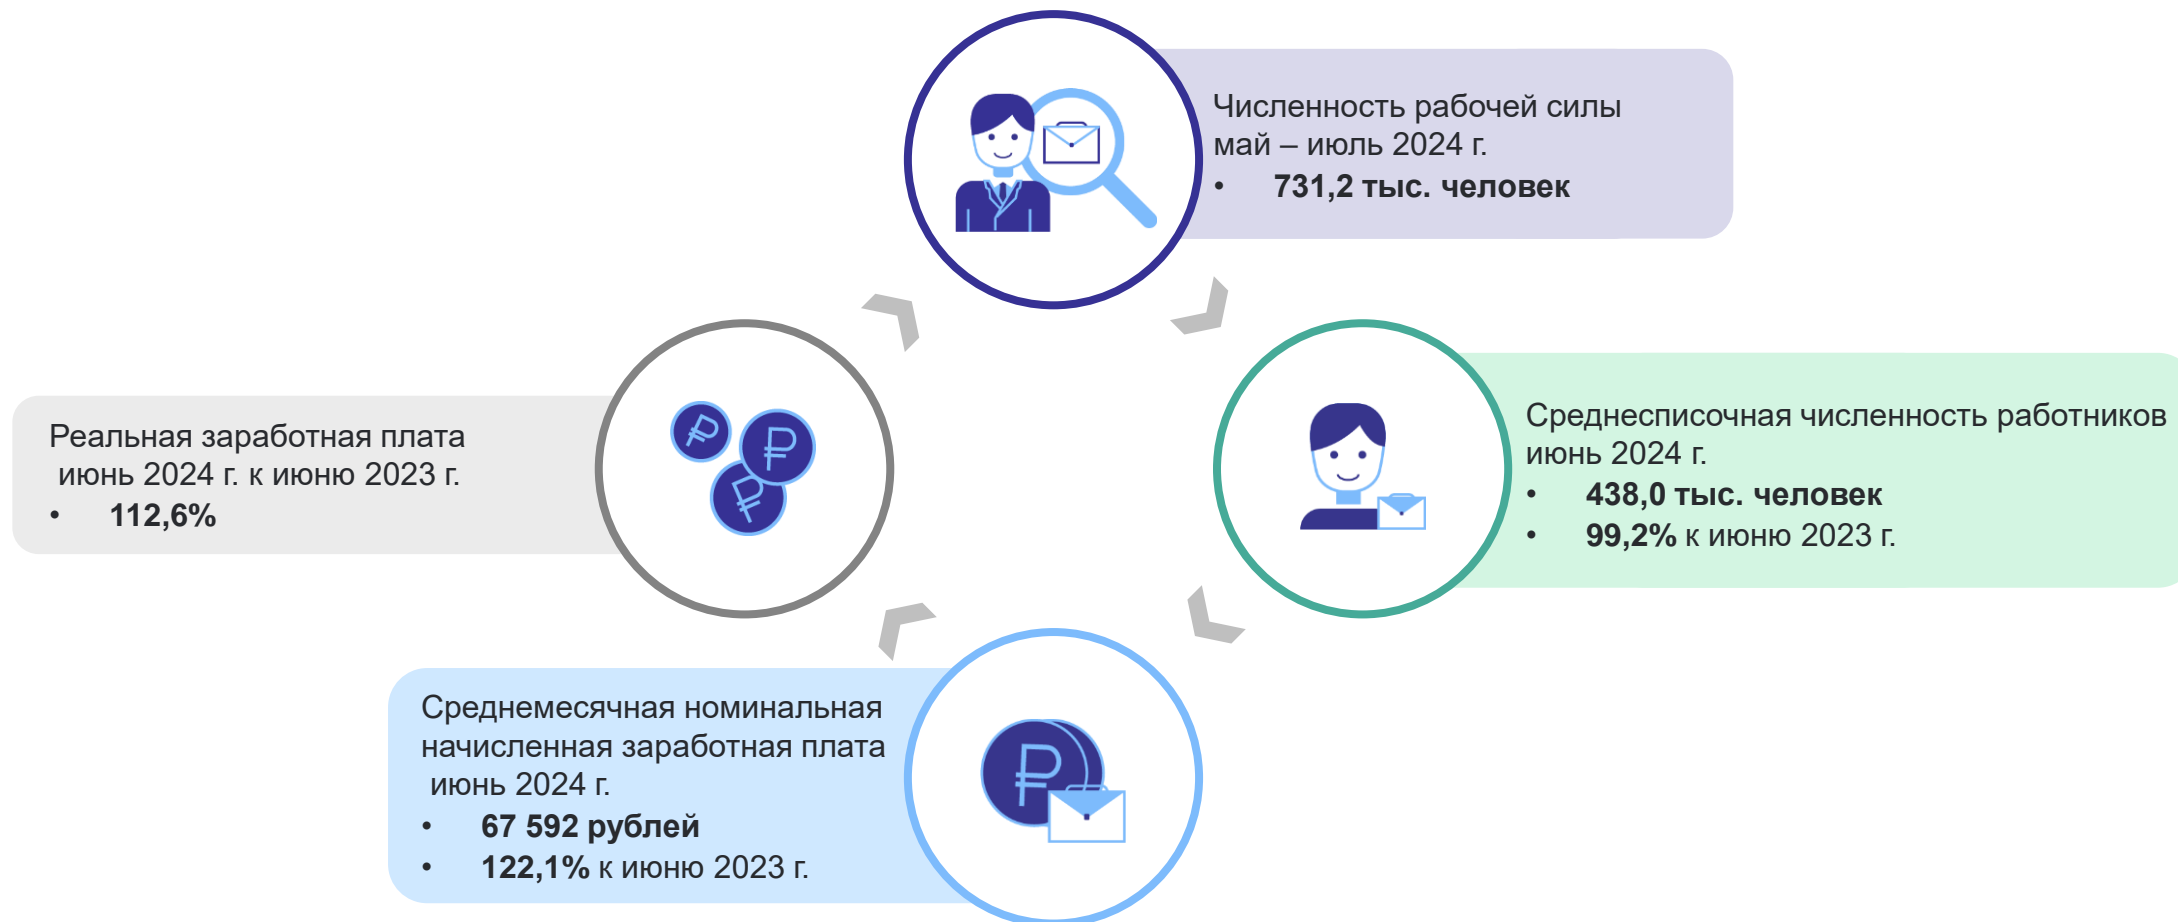 Численность рабочей силы
май – июль 2024 г.
• 731,2 тыс. человек
Среднесписочная численность работников
июнь 2024 г.
• 438,0 тыс. человек
• 99,2% к июню 2023 г.
Реальная заработная плата
июнь 2024 г. к июню 2023 г.
• 112,6%
Среднемесячная номинальная
начисленная заработная плата
июнь 2024 г.
• 67 592 рублей
• 122,1% к июню 2023 г.